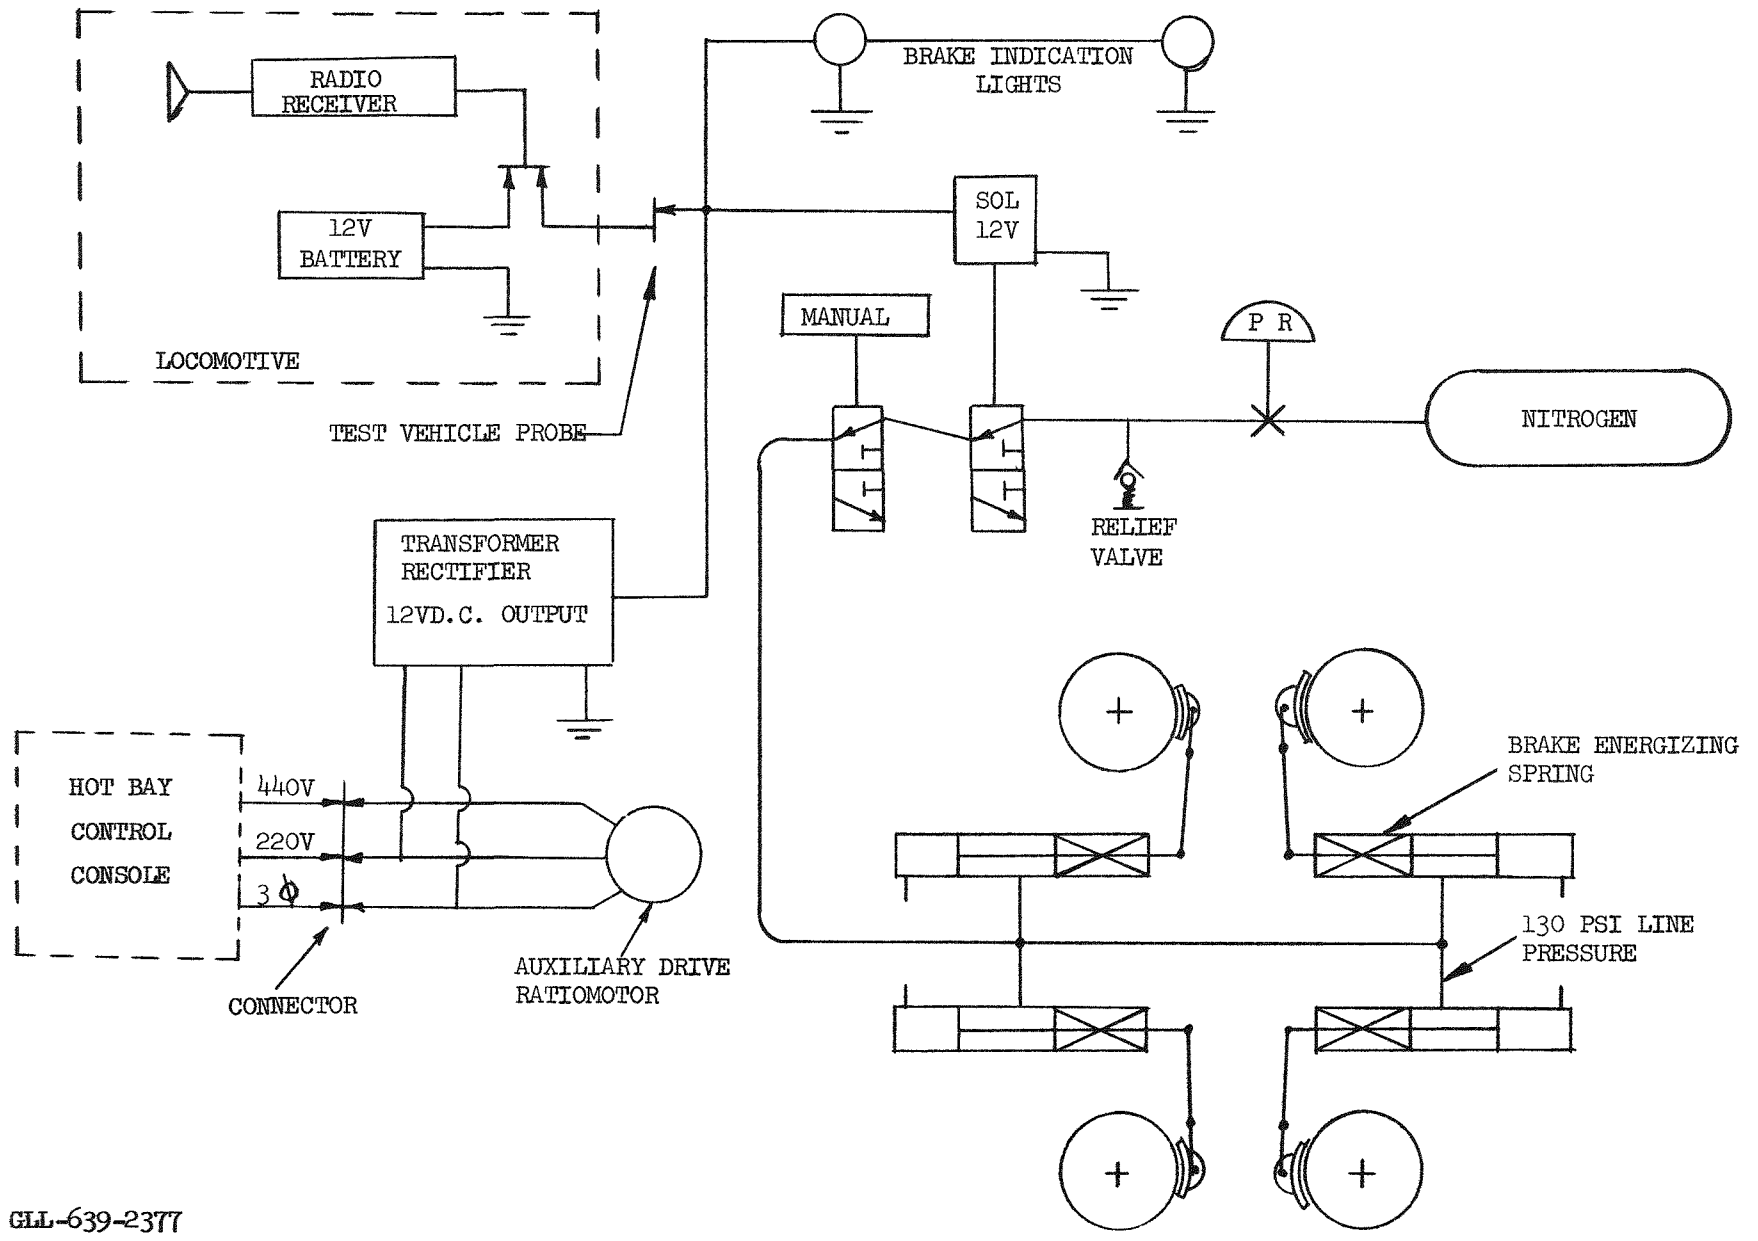 RADIO
RECEIVER
12V
BATTERY
LOCOMOTIVE
BRAKE INDICATION
LIGHTS
SOL
12V
MANUAL
P R
NITROGEN
TEST VEHICLE PROBE
RELIEF
VALVE
TRANSFORMER
RECTIFIER
12VD.C. OUTPUT
HOT BAY
CONTROL
CONSOLE
440V
220V
3 ϕ
CONNECTOR
AUXILIARY DRIVE
RATIOMOTOR
BRAKE ENERGIZING
SPRING
130 PSI LINE
PRESSURE
GLL-639-2377